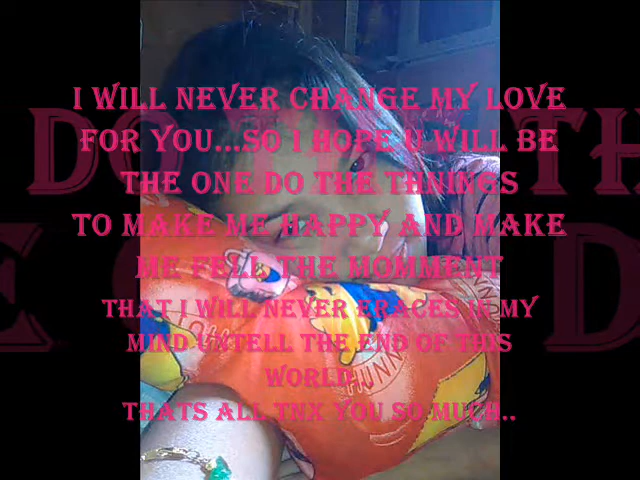 I WILL NEVER CHANGE MY LOVE
FOR YOU...SO I HOPE U WILL BE
THE ONE DO THE THNINGS
TO MAKE ME HAPPY AND MAKE
ME FELL THE MOMMENT
THAT I WILL NEVER ERACES IN MY
MIND UNTELL THE END OF THIS
WORLD
THATS ALL TNX YOU SO MUCH..